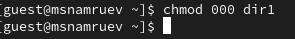 [guest@msnamruev ~]$ chmod 000 dir1
[guest@msnamruev ~]$